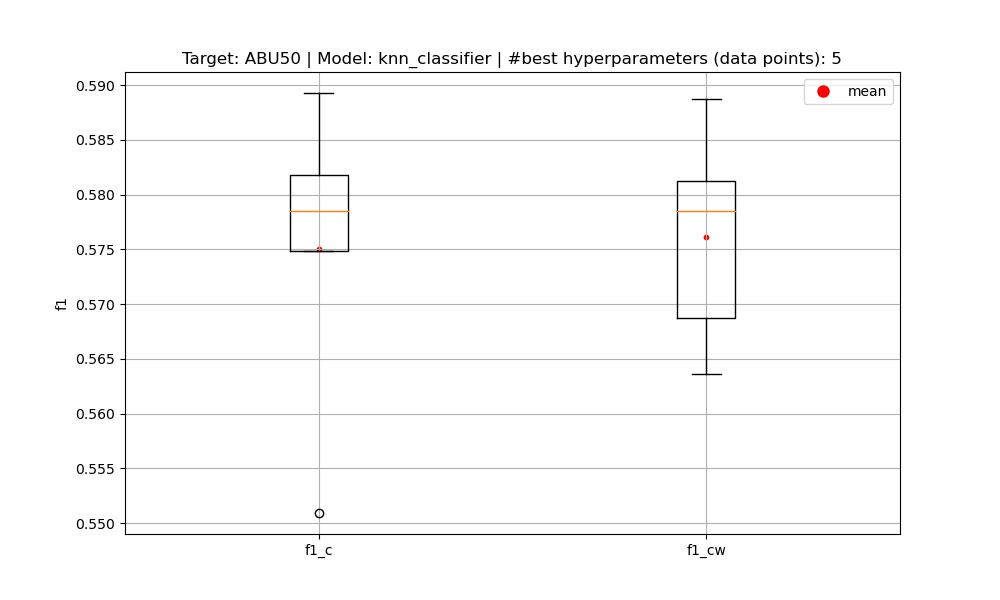 Target: ABU50 | Model: knn_classifier | #best hyperparameters (data points): 5
mean
0.590
0.585
0.580
0.575
0.570
0.565
0.560
0.555
0.550
f1
f1_c
f1_cw